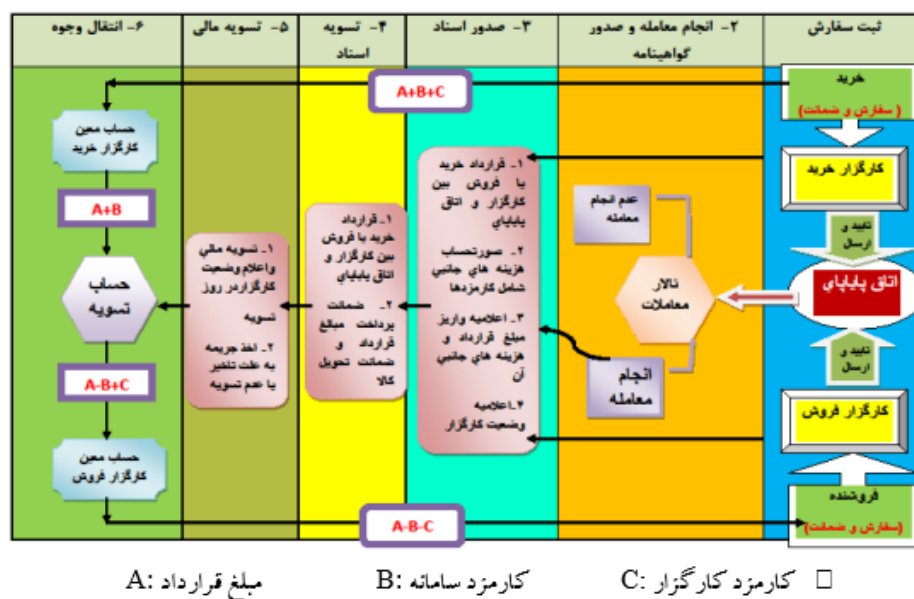 ثبت سفارش
۲- انجام معامله و صدور
گواهینامه
۳- صدور اسناد
۴- تسویه
اسناد
۵- تسویه مالی
۶- انتقال وجوه
خرید
(سفارش و ضمانت)
کارگزار خرید
تایید و
ارسال
اتاق پایاپای
تایید و
ارسال
کارگزار فروش
فروشنده
(سفارش و ضمانت)
عدم انجام
معامله
تالار
معاملات
انجام
معامله
۱- قرارداد خرید
یا فروش بین
کارگزار و اتاق
پایاپای
۲- صورتحساب
هزینه های جانبی
شامل کارمزدها
۳- اعلامیه واریز
مبلغ قرارداد و
هزینه های جانبی
آن
۴-اعلامیه
وضعیت کارگزار
۱-قرارداد
خرید یا فروش
بین کارگزار و
اتاق پایاپای
۲- ضمانت
پرداخت مبالغ
قرارداد و
ضمانت تحویل
کالا
۱- تسویه مالی
واعلام وضعیت
کارگزاردر روز
تسویه
۲- اخذ جریمه
به علت تاخیر
یا عدم تسویه
A+B+C
حساب معین
کارگزار خرید
A+B
حساب
تسویه
A-B+C
حساب معین
کارگزار فروش
A-B-C
□ کارمزد کارگزار :C کارمزد سامانه :B مبلغ قرارداد :A